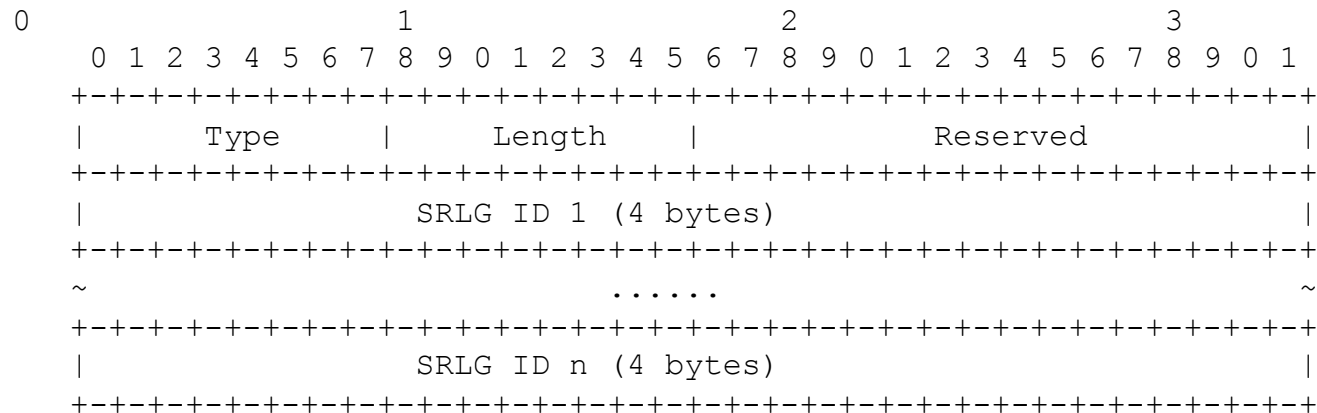 0                   1                   2                   3
 0 1 2 3 4 5 6 7 8 9 0 1 2 3 4 5 6 7 8 9 0 1 2 3 4 5 6 7 8 9 0 1
+-+-+-+-+-+-+-+-+-+-+-+-+-+-+-+-+-+-+-+-+-+-+-+-+-+-+-+-+-+-+-+-+
|      Type     |     Length    |            Reserved           |
+-+-+-+-+-+-+-+-+-+-+-+-+-+-+-+-+-+-+-+-+-+-+-+-+-+-+-+-+-+-+-+-+
|                 SRLG ID 1 (4 bytes)                           |
+-+-+-+-+-+-+-+-+-+-+-+-+-+-+-+-+-+-+-+-+-+-+-+-+-+-+-+-+-+-+-+-+
~                           ......                              ~
+-+-+-+-+-+-+-+-+-+-+-+-+-+-+-+-+-+-+-+-+-+-+-+-+-+-+-+-+-+-+-+-+
|                 SRLG ID n (4 bytes)                           |
+-+-+-+-+-+-+-+-+-+-+-+-+-+-+-+-+-+-+-+-+-+-+-+-+-+-+-+-+-+-+-+-+